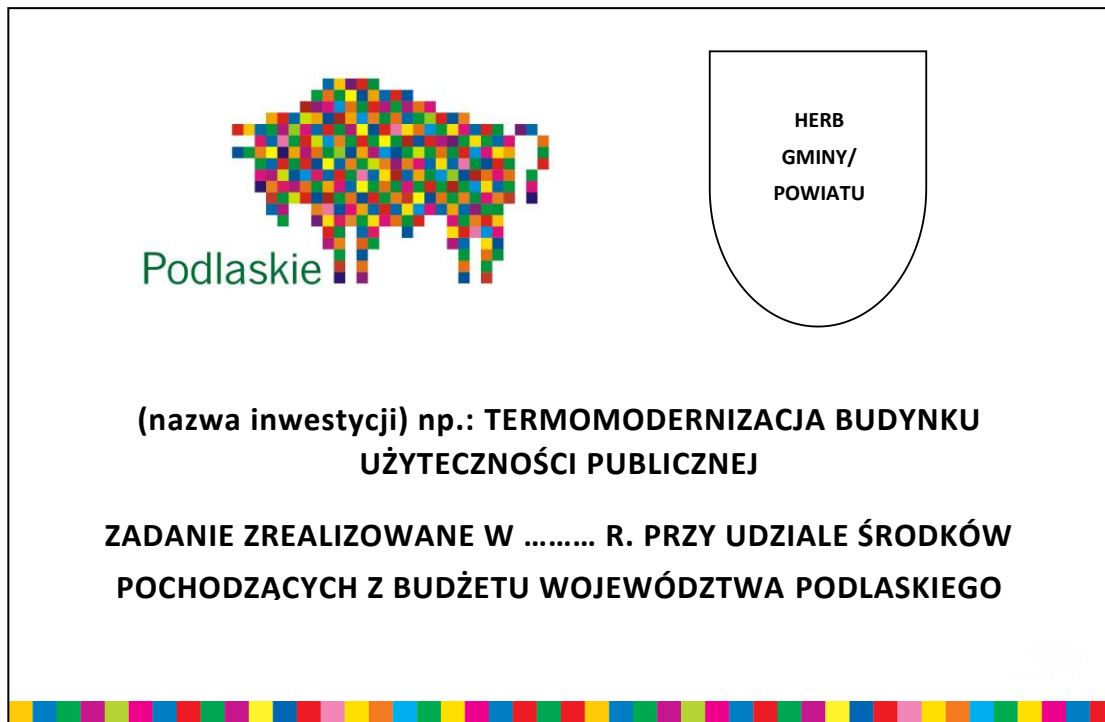 Podlaskie
HERB
GMINY/
POWIATU
(nazwa inwestycji) np.: TERMOMODERNIZACJA BUDYNKU
UŻYTECZNOŚCI PUBLICZNEJ
ZADANIE ZREALIZOWANE W ……… R. PRZY UDZIALE ŚRODKÓW
POCHODZĄCYCH Z BUDŻETU WOJEWÓDZTWA PODLASKIEGO